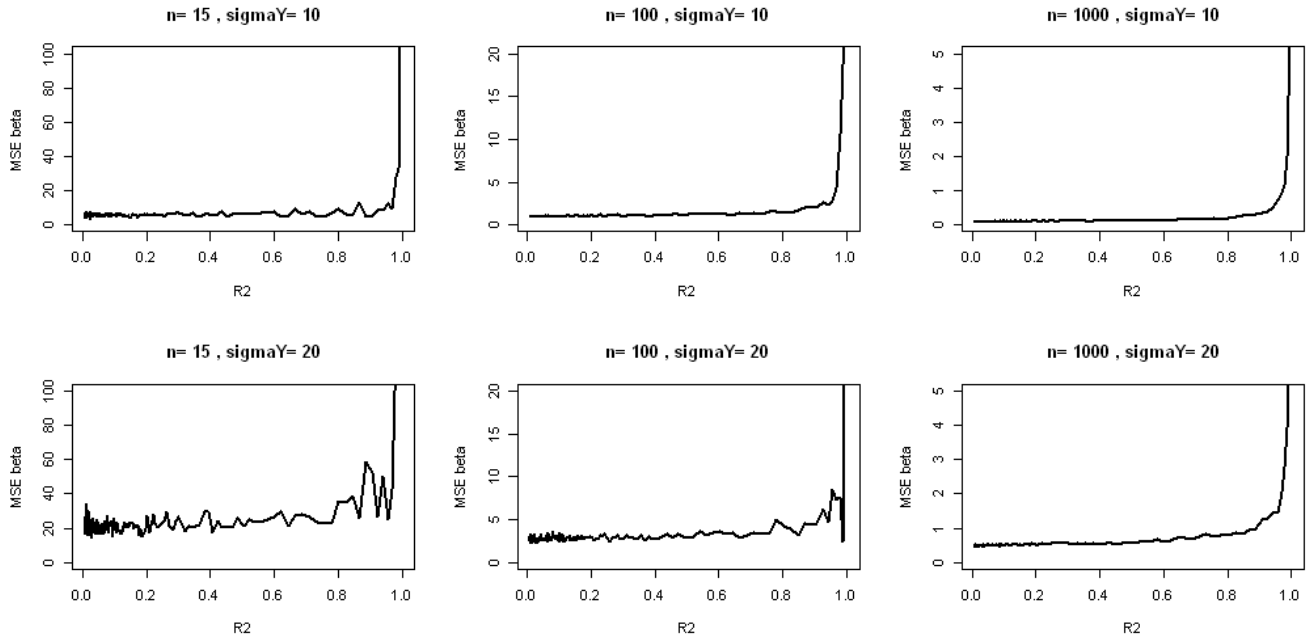 n= 15 , sigmaY= 10
MSE beta
0 20 40 60 80 100
0.0 0.2 0.4 0.6 0.8 1.0
R2
n= 100 , sigmaY= 10
MSE beta
0 5 10 15 20
0.0 0.2 0.4 0.6 0.8 1.0
R2
n= 1000 , sigmaY= 10
MSE beta
0 1 2 3 4 5
0.0 0.2 0.4 0.6 0.8 1.0
R2
n= 15 , sigmaY= 20
MSE beta
0 20 40 60 80 100
0.0 0.2 0.4 0.6 0.8 1.0
R2
n= 100 , sigmaY= 20
MSE beta
0 5 10 15 20
0.0 0.2 0.4 0.6 0.8 1.0
R2
n= 1000 , sigmaY= 20
MSE beta
0 1 2 3 4 5
0.0 0.2 0.4 0.6 0.8 1.0
R2